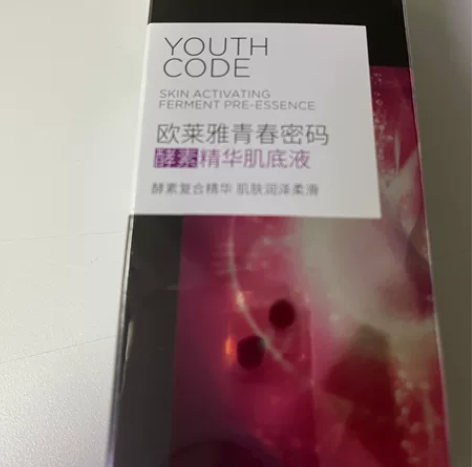 YOUTH
CODE
SKIN ACTIVATING
FERMENT PRE-ESSENCE
欧莱雅青春密码
酵素精华肌底液
酵素复合精华 肌肤润泽柔滑